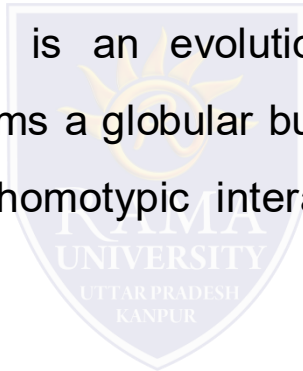 is an evolutio
ms a globular bu
homotypic intera
RAMA
UNIVERSITY
UTTAR PRADESH
KANPUR